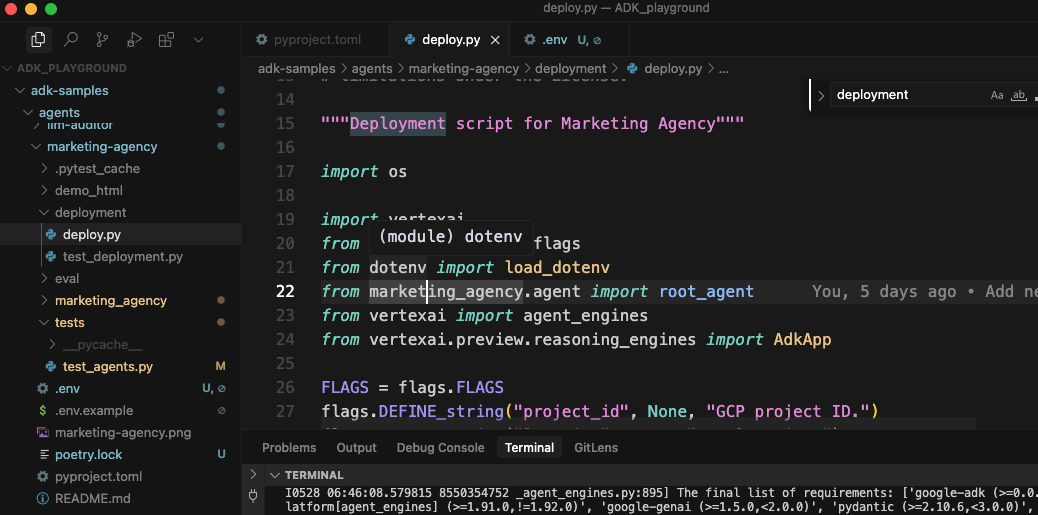 deploy.py — ADK_playground
pyproject.toml
deploy.py
.env U,
ADK_PLAYGROUND
adk-samples
agents
llm-auditor
marketing-agency
.pytest_cache
demo_html
deployment
deploy.py
test_deployment.py
eval
marketing_agency
tests
__pycache__
test_agents.py M
.env U,
.env.example
marketing-agency.png
poetry.lock U
pyproject.toml
README.md
adk-samples > agents > marketing-agency > deployment > deploy.py > ...
deployment Aa ab
13 # limitations under the License.
14
15 """Deployment script for Marketing Agency"""
16
17 import os
18
19 import vertexai
(module) dotenv
20 from flags
21 from dotenv import load_dotenv
22 from marketing_agency.agent import root_agent You, 5 days ago • Add ne
23 from vertexai import agent_engines
24 from vertexai.preview.reasoning_engines import AdkApp
25
26 FLAGS = flags.FLAGS
27 flags.DEFINE_string("project_id", None, "GCP project ID.")
Problems Output Debug Console Terminal GitLens
TERMINAL
I0528 06:46:08.579815 8550354752 _agent_engines.py:895] The final list of requirements: ['google-adk (>=0.0.
latform[agent_engines] (>=1.91.0,!=1.92.0)', 'google-genai (>=1.5.0,<2.0.0)', 'pydantic (>=2.10.6,<3.0.0)',